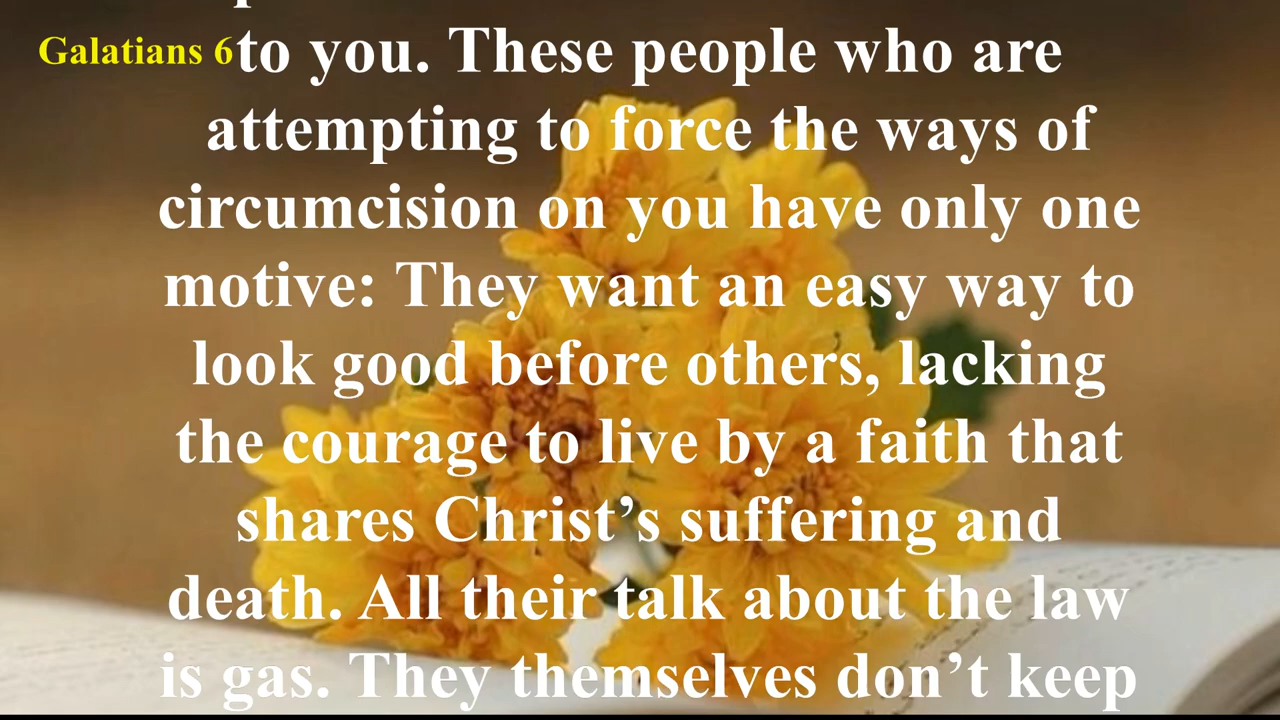 Galatians 6
to you. These people who are
attempting to force the ways of
circumcision on you have only one
motive: They want an easy way to
look good before others, lacking
the courage to live by a faith that
shares Christ’s suffering and
death. All their talk about the law
is gas. They themselves don’t keep